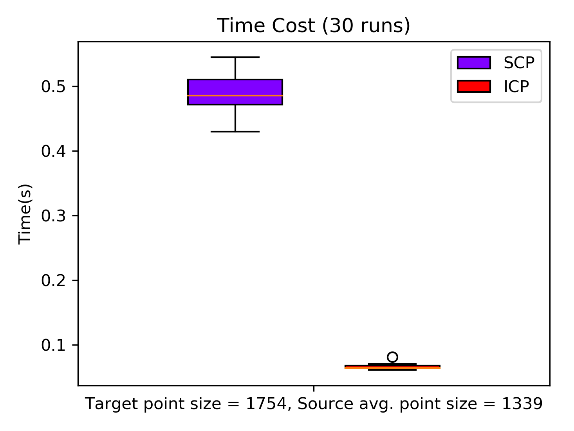 Time Cost (30 runs)
SCP
ICP
0.5
0.4
0.3
0.2
0.1
Time(s)
Target point size = 1754, Source avg. point size = 1339